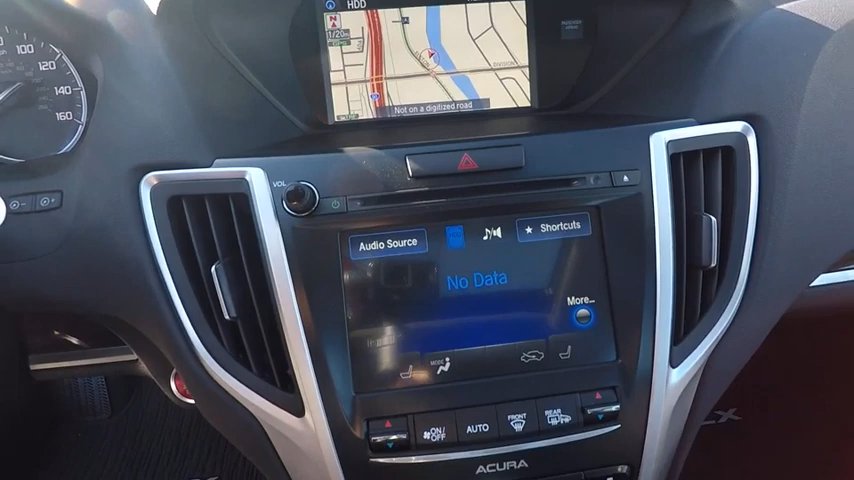 HDD
N
1/20
DIVISION
Not on a digitized road
100
120
140
160
VOL
Audio Source
Shortcuts
No Data
More...
MODE
ON/
OFF
AUTO
FRONT
REAR
ACURA